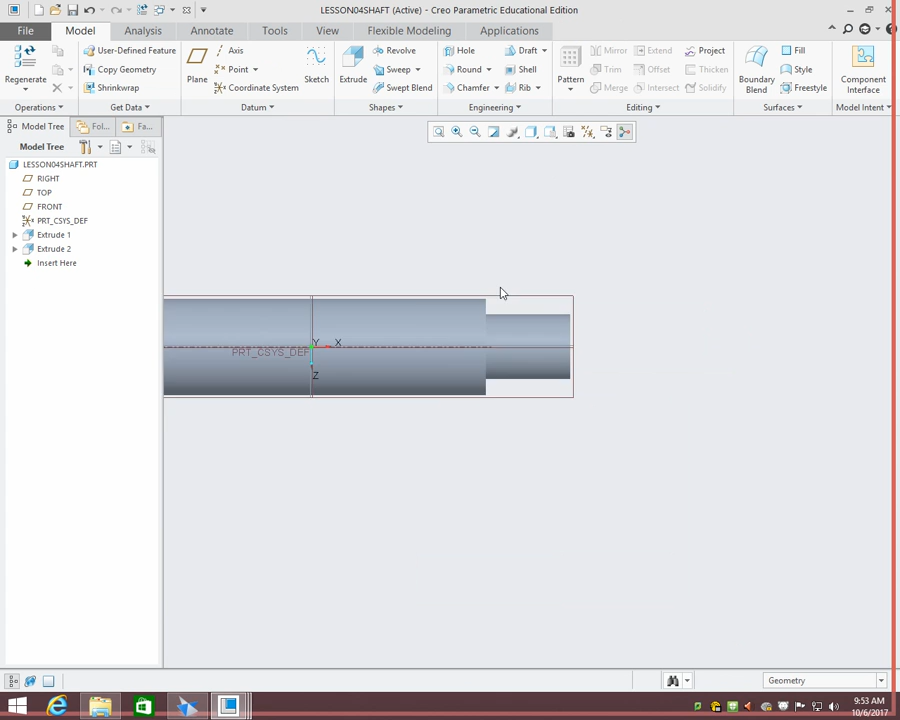 LESSON04SHAFT (Active) - Creo Parametric Educational Edition
File Model Analysis Annotate Tools View Flexible Modeling Applications
Regenerate
User-Defined Feature
Copy Geometry
Shrinkwrap
Plane
Axis
Point
Coordinate System
Sketch
Extrude
Revolve
Sweep
Swept Blend
Hole
Round
Chamfer
Draft
Shell
Rib
Pattern
Mirror
Trim
Merge
Extend
Offset
Intersect
Project
Thicken
Solidify
Boundary
Blend
Fill
Style
Freestyle
Component
Interface
Operations Get Data Datum Shapes Engineering Editing Surfaces Model Intent
Model Tree Fol... Fa...
Model Tree
LESSON04SHAFT.PRT
RIGHT
TOP
FRONT
PRT_CSYS_DEF
Extrude 1
Extrude 2
Insert Here
Y X
PRT_CSYS_DEF
Z
Geometry
9:53 AM
10/6/2017